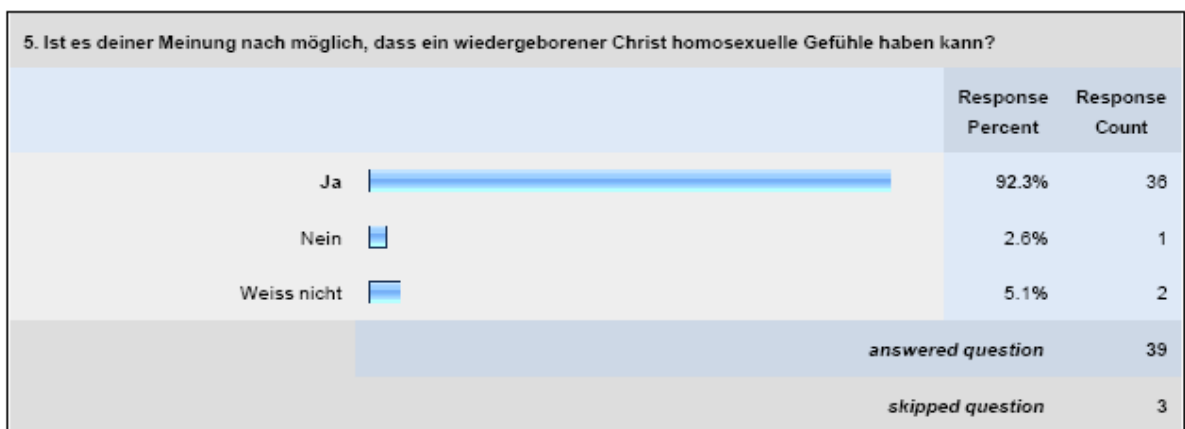 5. Ist es deiner Meinung nach möglich, dass ein wiedergeborener Christ homosexuelle Gefühle haben kann?
Response Percent Response Count
Ja 92.3% 36
Nein 2.6% 1
Weiss nicht 5.1% 2
answered question 39
skipped question 3